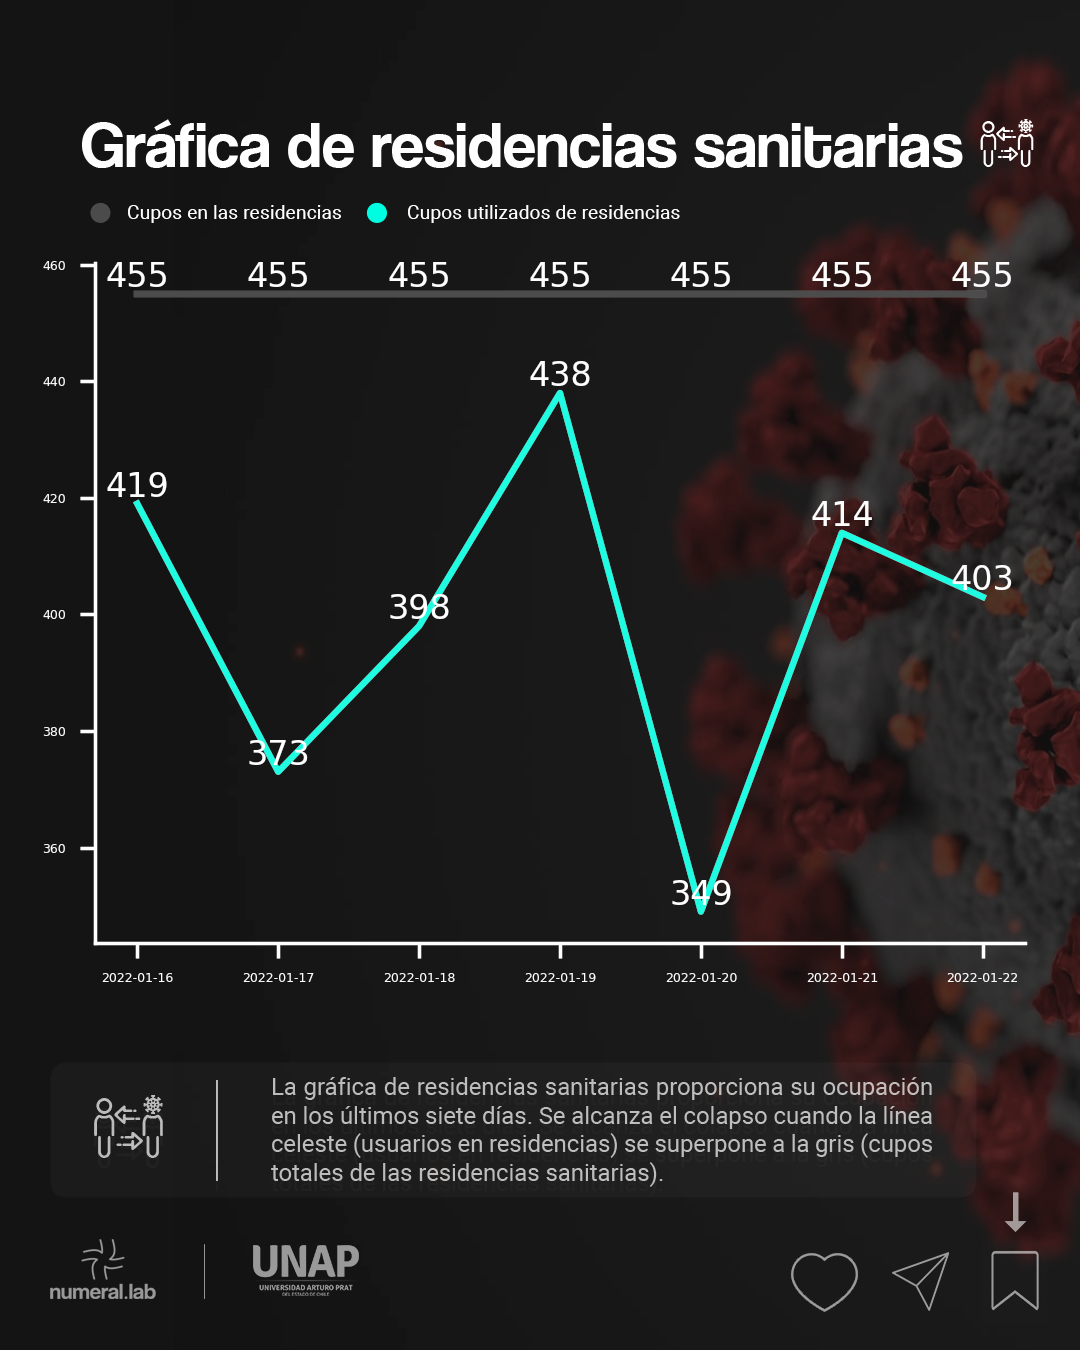 Gráfica de residencias sanitarias
Cupos en las residencias
Cupos utilizados de residencias
460
455 455 455 455 455 455 455
440
438
420
419
414
403
400
398
380
373
360
349
2022-01-16 2022-01-17 2022-01-18 2022-01-19 2022-01-20 2022-01-21 2022-01-22
La gráfica de residencias sanitarias proporciona su ocupación
en los últimos siete días. Se alcanza el colapso cuando la línea
celeste (usuarios en residencias) se superpone a la gris (cupos
totales de las residencias sanitarias).
numeral.lab
UNAP
UNIVERSIDAD ARTURO PRAT
DEL ESTADO DE CHILE